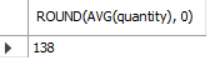 ROUND(AVG(quantity), 0)
138